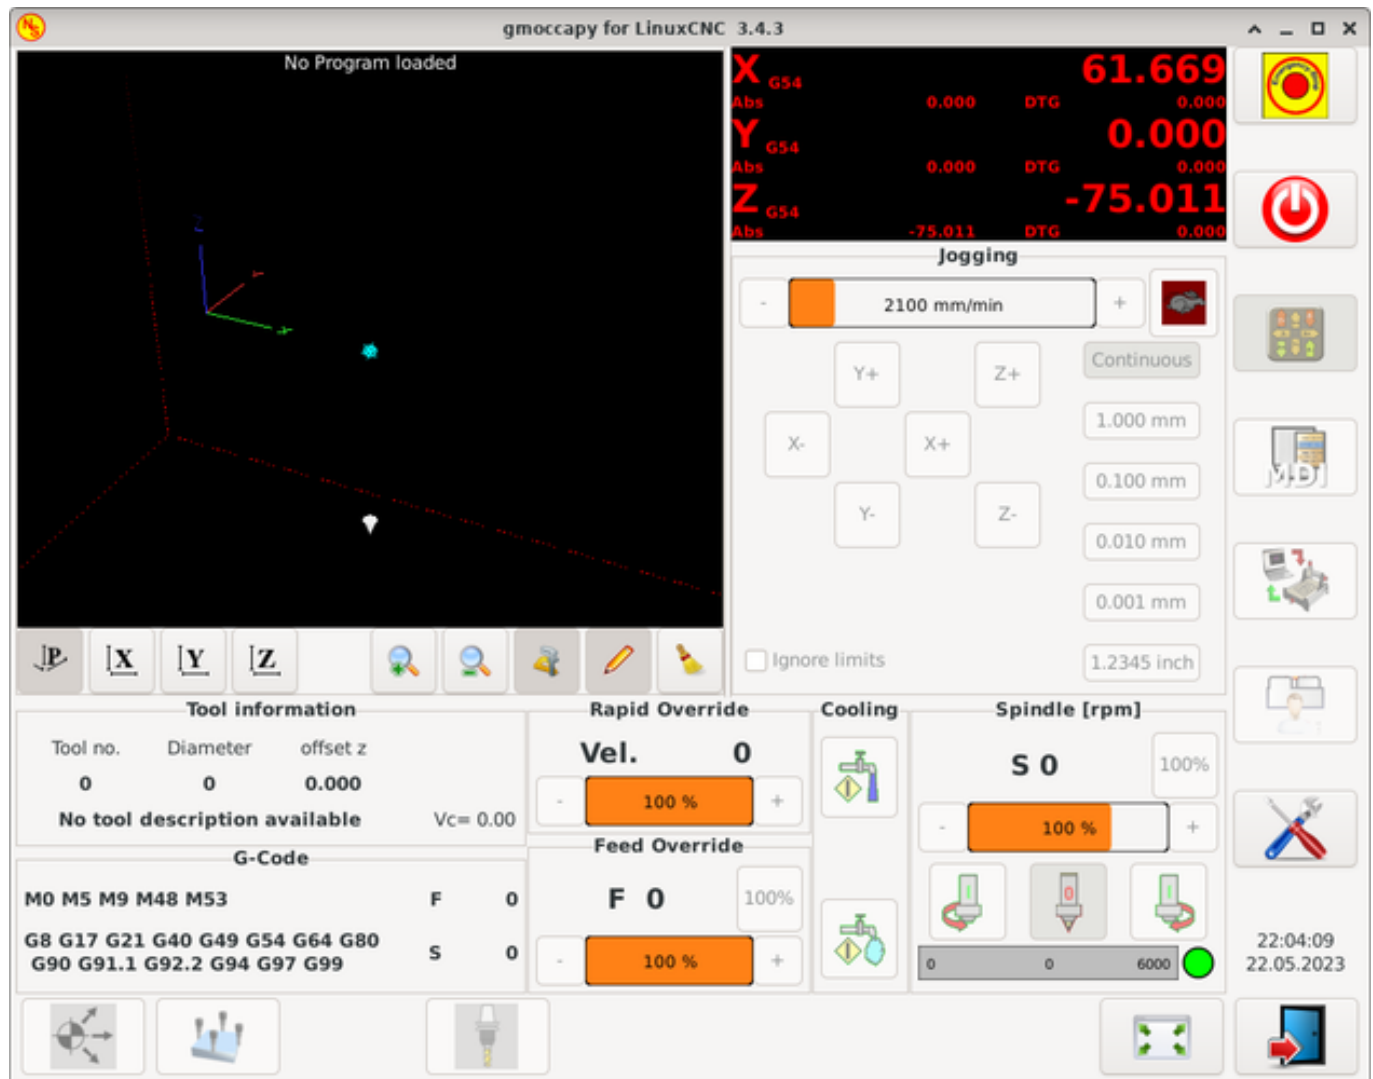 gmoccapy for LinuxCNC 3.4.3
No Program loaded
X G54 61.669
Abs 0.000 DTG 0.000
Y G54 0.000
Abs 0.000 DTG 0.000
Z G54 -75.011
Abs -75.011 DTG 0.000
Jogging
- 2100 mm/min +
Y+ Z+ Continuous
X- X+ 1.000 mm
0.100 mm
Y- Z- 0.010 mm
0.001 mm
Ignore limits 1.2345 inch
MDI
P X Y Z
Tool information
Tool no. Diameter offset z
0 0 0.000
No tool description available Vc= 0.00
G-Code
M0 M5 M9 M48 M53 F 0
G8 G17 G21 G40 G49 G54 G64 G80
G90 G91.1 G92.2 G94 G97 G99 S 0
Rapid Override
Vel. 0
- 100 % +
Feed Override
F 0 100%
- 100 % +
Cooling
Spindle [rpm]
S 0 100%
- 100 % +
I 0 I
0 0 6000
22:04:09
22.05.2023